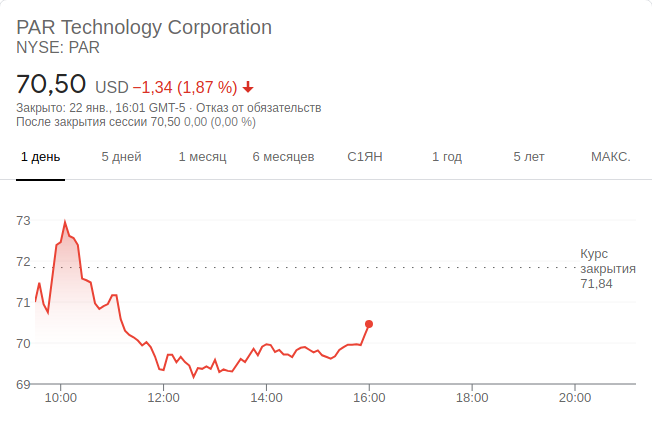 PAR Technology Corporation
NYSE: PAR
70,50 USD −1,34 (1,87 %)
Закрыто: 22 янв., 16:01 GMT-5 · Отказ от обязательств
После закрытия сессии 70,50 0,00 (0,00 %)
1 день 5 дней 1 месяц 6 месяцев С1ЯН 1 год 5 лет МАКС.
73
72
71
70
69
Курс
закрытия
71,84
10:00 12:00 14:00 16:00 18:00 20:00